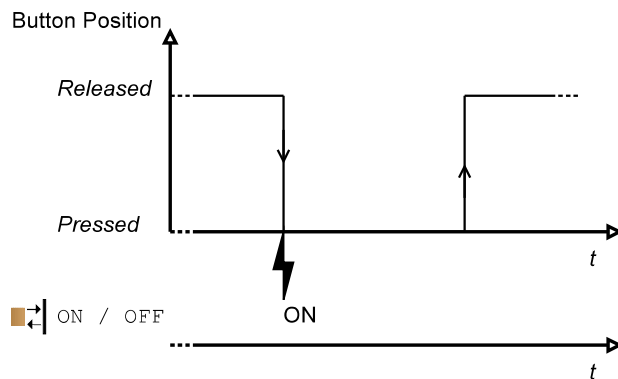 Button Position
Released
Pressed
t
ON / OFF
ON
t